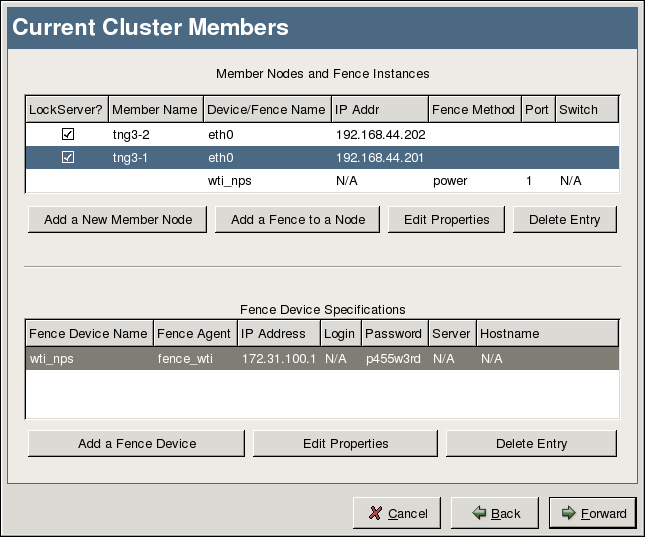 Current Cluster Members
Member Nodes and Fence Instances
LockServer? Member Name Device/Fence Name IP Addr Fence Method Port Switch
tng3-2 eth0 192.168.44.202
tng3-1 eth0 192.168.44.201
wti_nps N/A power 1 N/A
Add a New Member Node Add a Fence to a Node Edit Properties Delete Entry
Fence Device Specifications
Fence Device Name Fence Agent IP Address Login Password Server Hostname
wti_nps fence_wti 172.31.100.1 N/A p455w3rd N/A N/A
Add a Fence Device Edit Properties Delete Entry
Cancel Back Forward